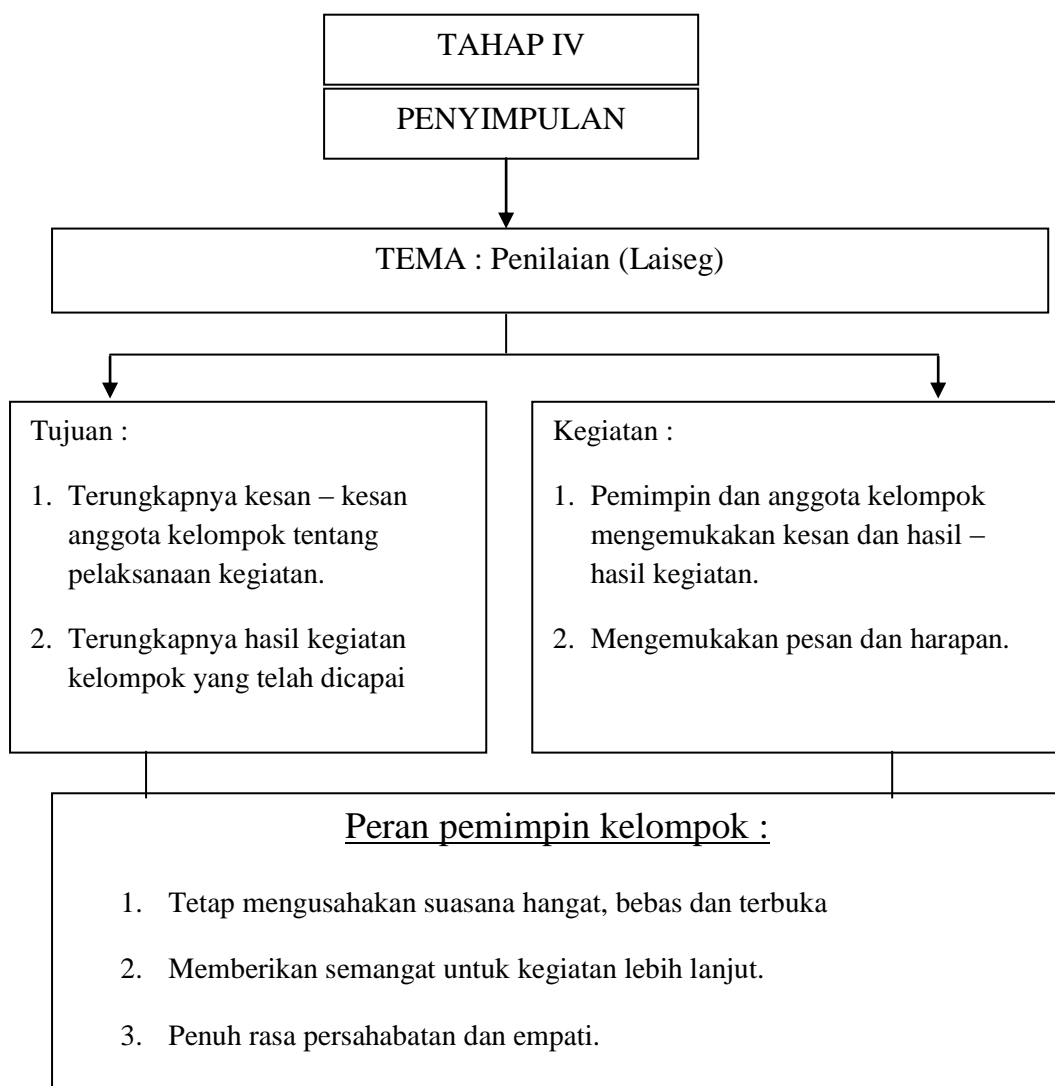 TAHAP IV
PENYIMPULAN
TEMA : Penilaian (Laiseg)
Tujuan :
1. Terungkapnya kesan – kesan
anggota kelompok tentang
pelaksanaan kegiatan.
2. Terungkapnya hasil kegiatan
kelompok yang telah dicapai
Kegiatan :
1. Pemimpin dan anggota kelompok
mengemukakan kesan dan hasil –
hasil kegiatan.
2. Mengemukakan pesan dan harapan.
Peran pemimpin kelompok :
1. Tetap mengusahakan suasana hangat, bebas dan terbuka
2. Memberikan semangat untuk kegiatan lebih lanjut.
3. Penuh rasa persahabatan dan empati.